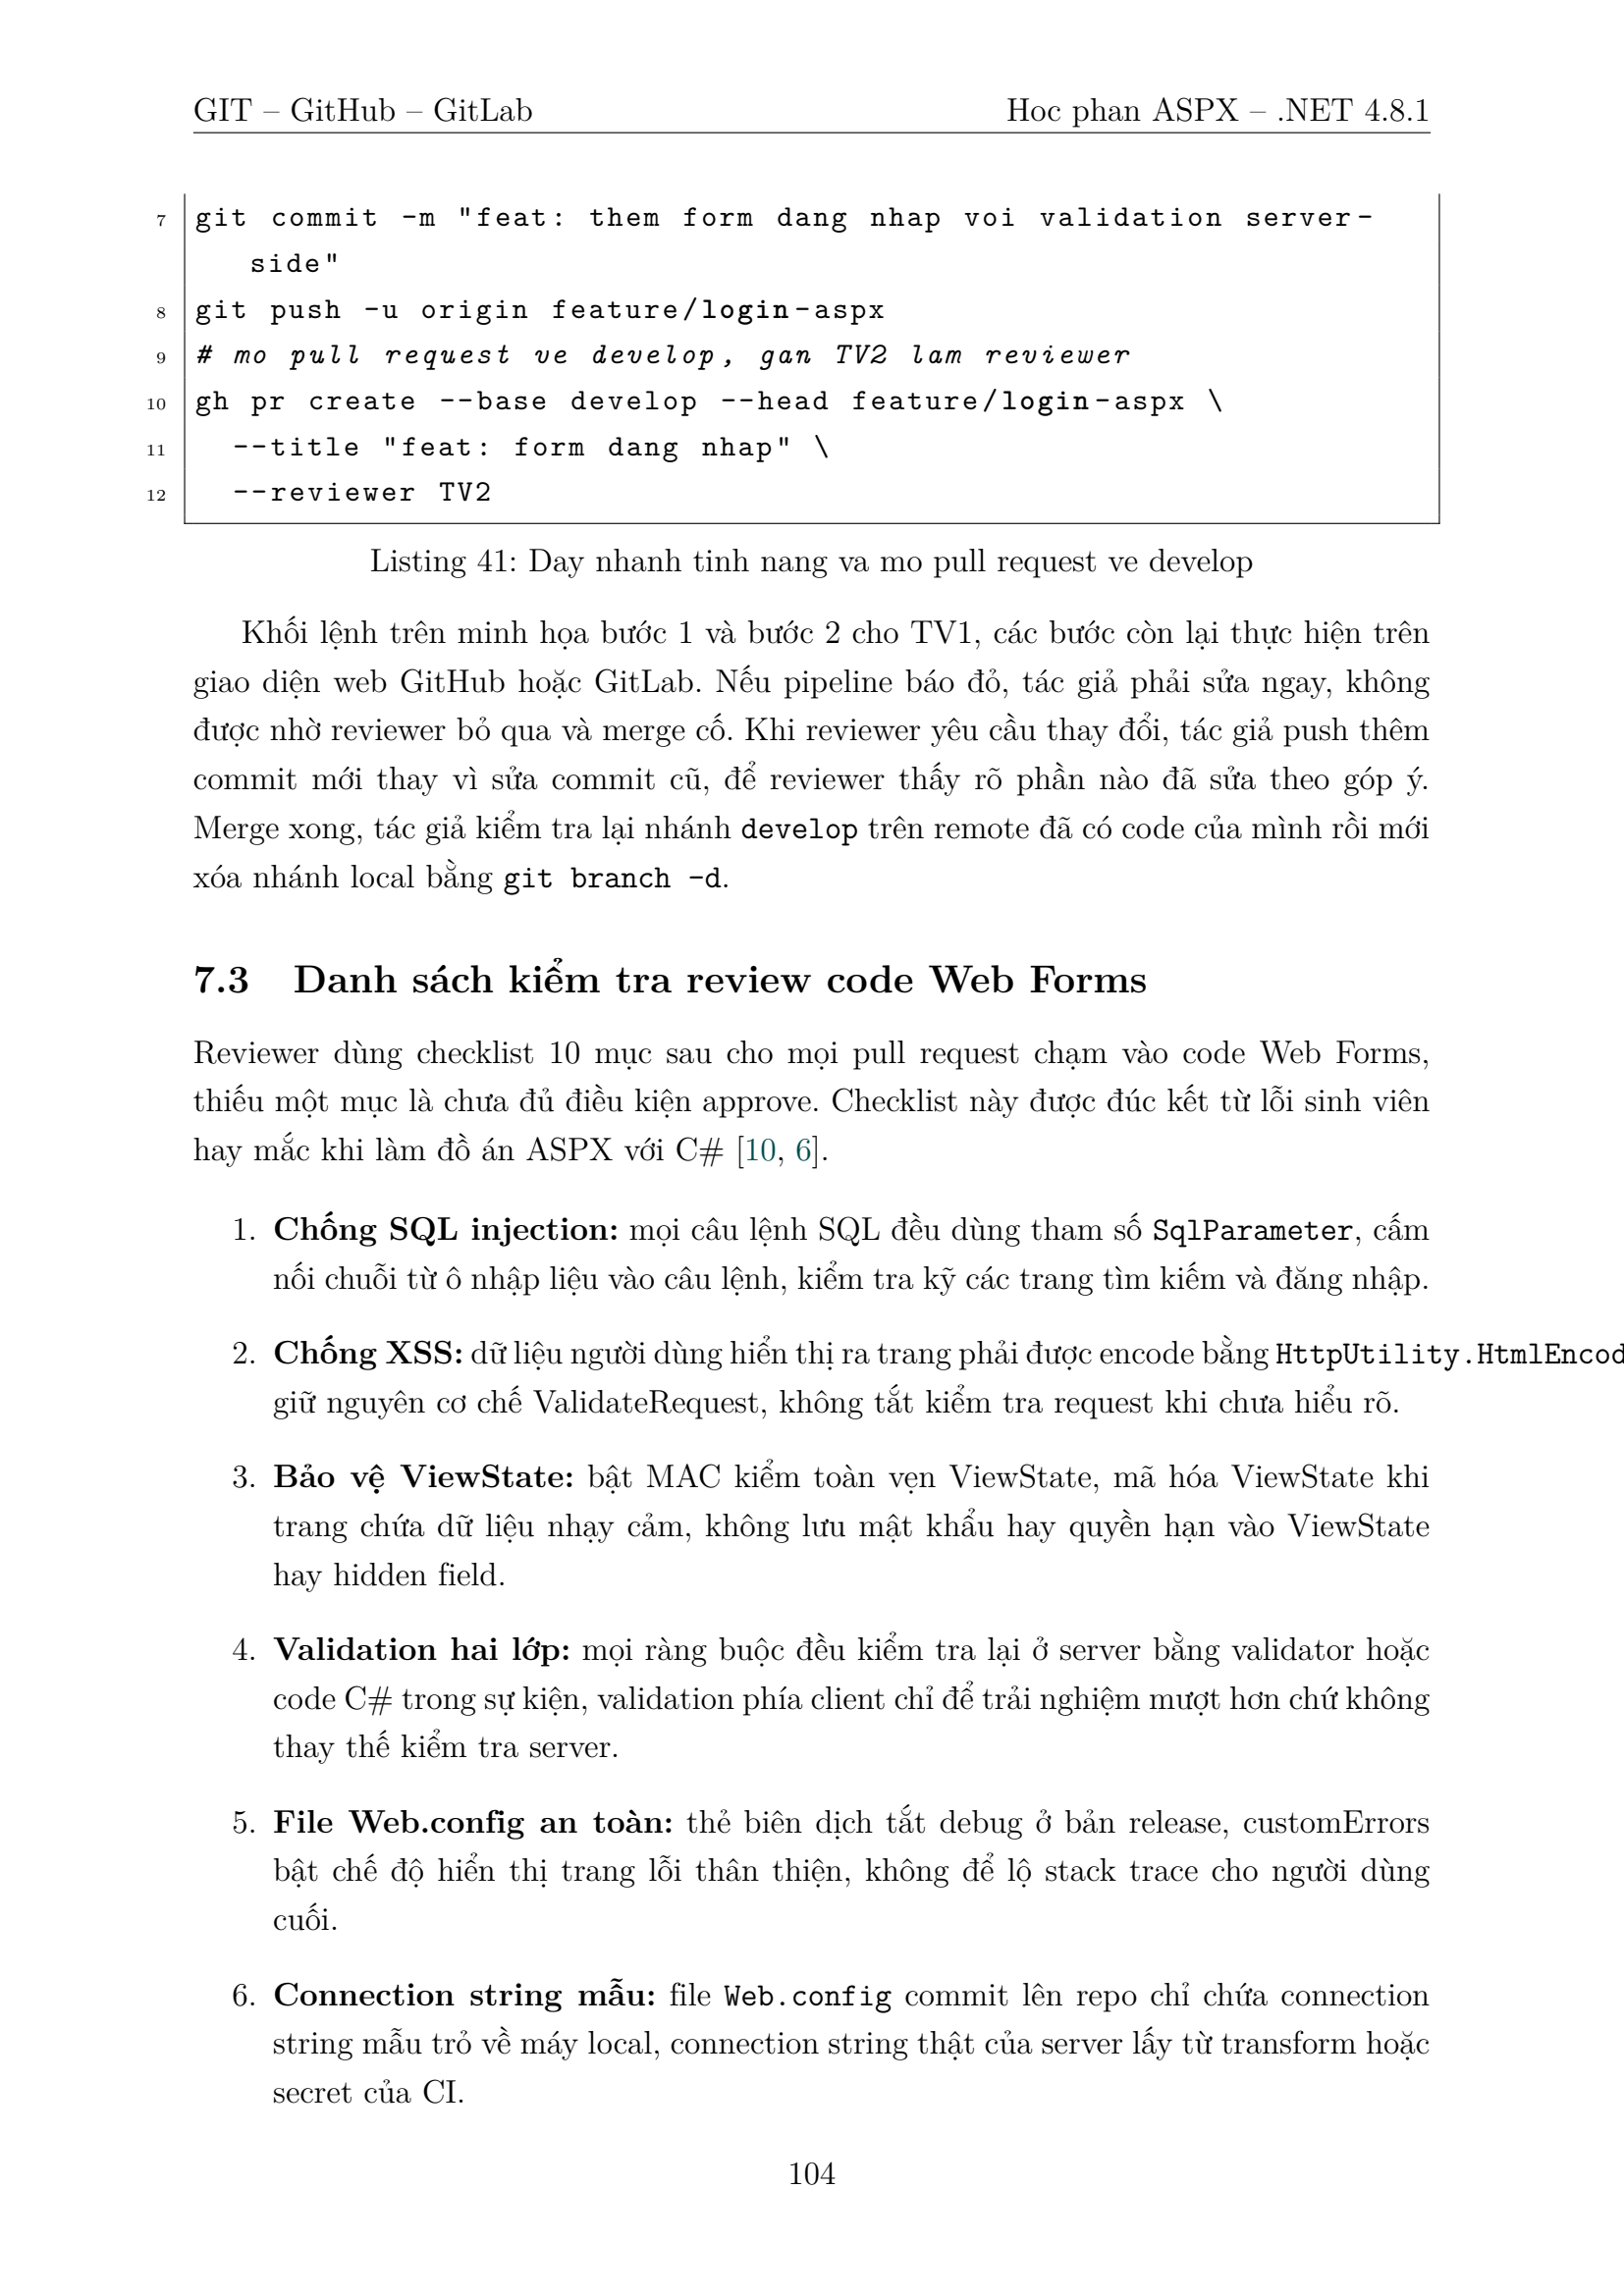 GIT – GitHub – GitLab Hoc phan ASPX – .NET 4.8.1
7 git commit -m "feat: them form dang nhap voi validation server-
side"
8 git push -u origin feature/login-aspx
9 # mo pull request ve develop, gan TV2 lam reviewer
10 gh pr create --base develop --head feature/login-aspx \
11 --title "feat: form dang nhap" \
12 --reviewer TV2
Listing 41: Day nhanh tinh nang va mo pull request ve develop
Khối lệnh trên minh họa bước 1 và bước 2 cho TV1, các bước còn lại thực hiện trên
giao diện web GitHub hoặc GitLab. Nếu pipeline báo đỏ, tác giả phải sửa ngay, không
được nhờ reviewer bỏ qua và merge cố. Khi reviewer yêu cầu thay đổi, tác giả push thêm
commit mới thay vì sửa commit cũ, để reviewer thấy rõ phần nào đã sửa theo góp ý.
Merge xong, tác giả kiểm tra lại nhánh develop trên remote đã có code của mình rồi mới
xóa nhánh local bằng git branch -d.
7.3 Danh sách kiểm tra review code Web Forms
Reviewer dùng checklist 10 mục sau cho mọi pull request chạm vào code Web Forms,
thiếu một mục là chưa đủ điều kiện approve. Checklist này được đúc kết từ lỗi sinh viên
hay mắc khi làm đồ án ASPX với C# [10, 6].
1. Chống SQL injection: mọi câu lệnh SQL đều dùng tham số SqlParameter, cấm
nối chuỗi từ ô nhập liệu vào câu lệnh, kiểm tra kỹ các trang tìm kiếm và đăng nhập.
2. Chống XSS: dữ liệu người dùng hiển thị ra trang phải được encode bằng HttpUtility.HtmlEncod
giữ nguyên cơ chế ValidateRequest, không tắt kiểm tra request khi chưa hiểu rõ.
3. Bảo vệ ViewState: bật MAC kiểm toàn vẹn ViewState, mã hóa ViewState khi
trang chứa dữ liệu nhạy cảm, không lưu mật khẩu hay quyền hạn vào ViewState
hay hidden field.
4. Validation hai lớp: mọi ràng buộc đều kiểm tra lại ở server bằng validator hoặc
code C# trong sự kiện, validation phía client chỉ để trải nghiệm mượt hơn chứ không
thay thế kiểm tra server.
5. File Web.config an toàn: thẻ biên dịch tắt debug ở bản release, customErrors
bật chế độ hiển thị trang lỗi thân thiện, không để lộ stack trace cho người dùng
cuối.
6. Connection string mẫu: file Web.config commit lên repo chỉ chứa connection
string mẫu trỏ về máy local, connection string thật của server lấy từ transform hoặc
secret của CI.
104